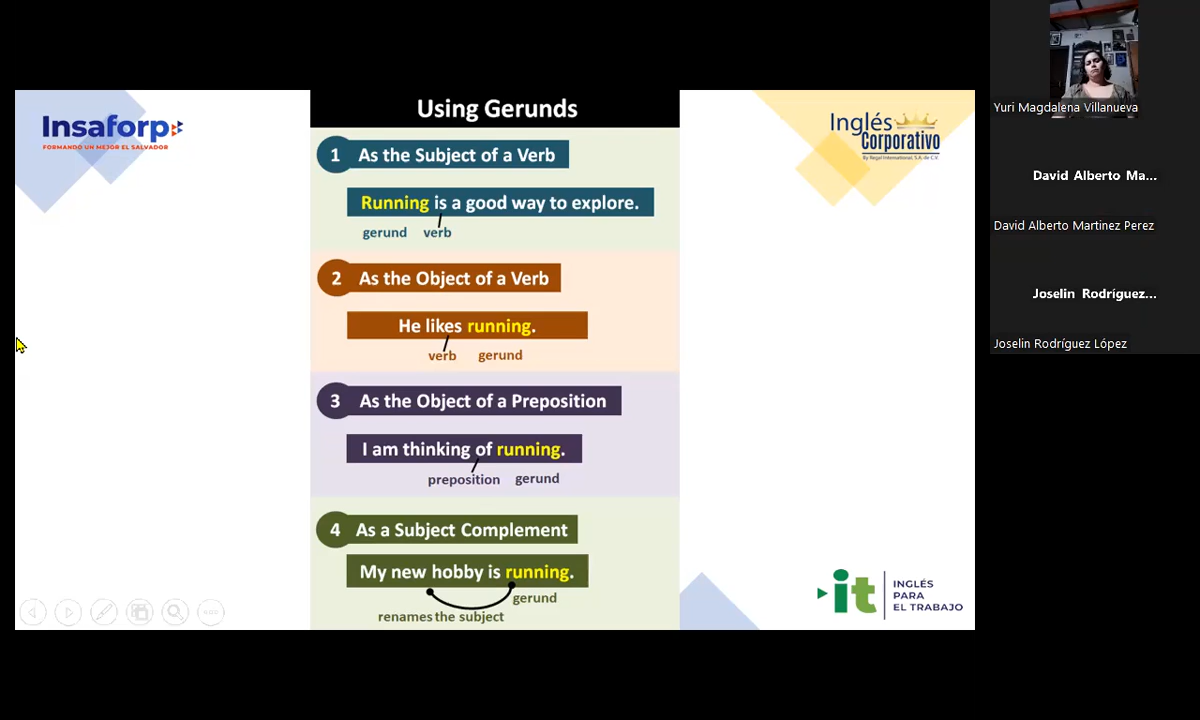 Insaforp
FORMANDO UN MEJOR EL SALVADOR
Using Gerunds
Inglés
Corporativo
By Regal International, S.A. de C.V.
1 As the Subject of a Verb
Running is a good way to explore.
gerund verb
2 As the Object of a Verb
He likes running.
verb gerund
3 As the Object of a Preposition
I am thinking of running.
preposition gerund
4 As a Subject Complement
My new hobby is running.
gerund
renames the subject
it
INGLÉS
PARA
EL TRABAJO
Yuri Magdalena Villanueva
David Alberto Ma...
David Alberto Martinez Perez
Joselin Rodríguez...
Joselin Rodríguez López